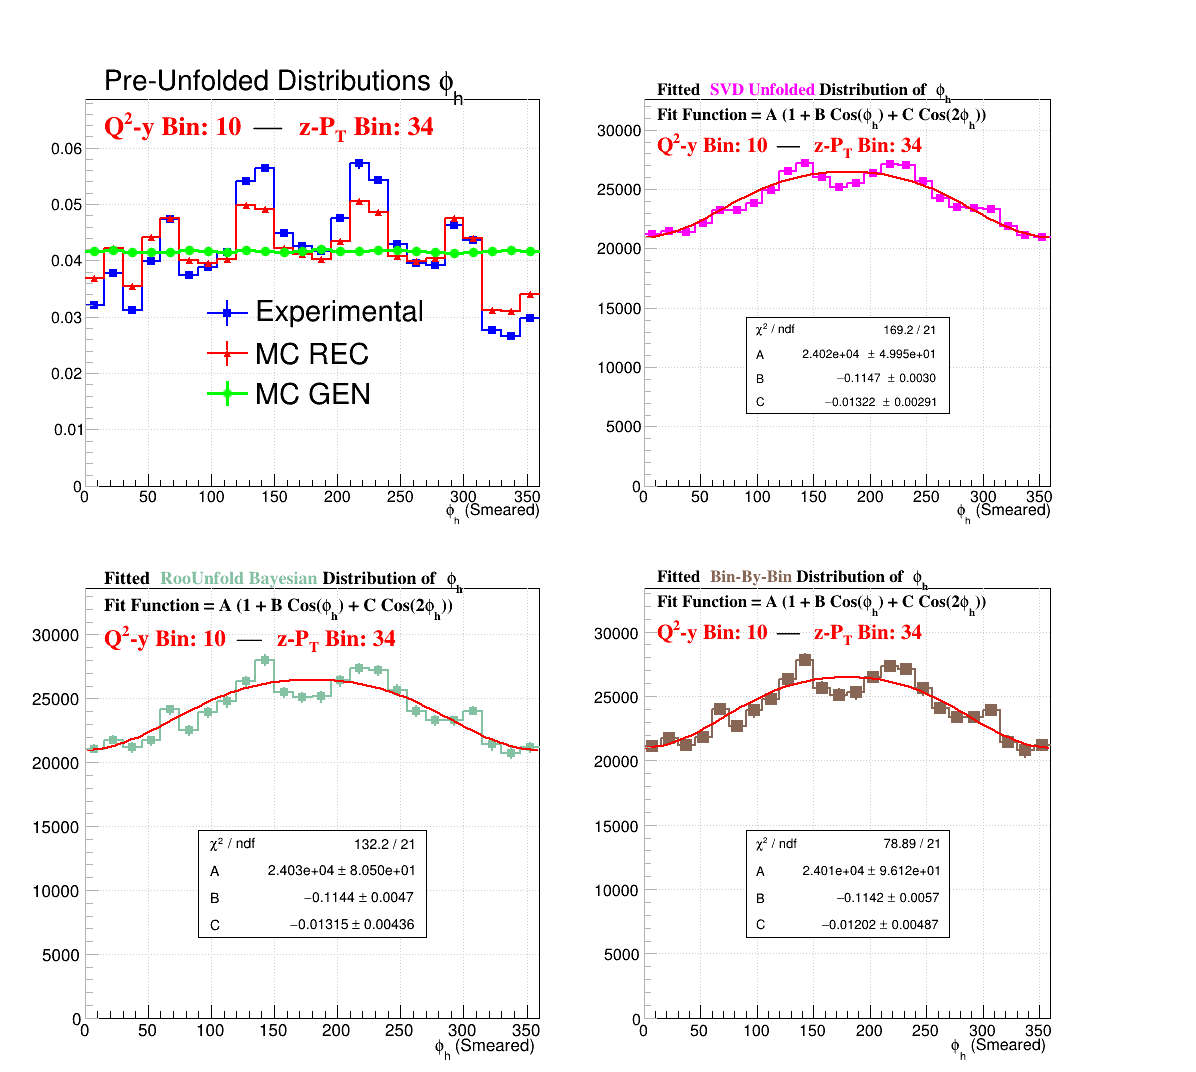 Pre-Unfolded Distributions ϕh
Q2-y Bin: 10 — z-PT Bin: 34
0.06
0.05
0.04
0.03
0.02
0.01
0
Experimental
MC REC
MC GEN
0 50 100 150 200 250 300 350
ϕh (Smeared)
Fitted SVD Unfolded Distribution of ϕh
Fit Function = A (1 + B Cos(ϕh) + C Cos(2ϕh))
Q2-y Bin: 10 — z-PT Bin: 34
30000
25000
20000
15000
10000
5000
0
χ2 / ndf 169.2 / 21
A 2.402e+04 ± 4.995e+01
B −0.1147 ± 0.0030
C −0.01322 ± 0.00291
0 50 100 150 200 250 300 350
ϕh (Smeared)
Fitted RooUnfold Bayesian Distribution of ϕh
Fit Function = A (1 + B Cos(ϕh) + C Cos(2ϕh))
Q2-y Bin: 10 — z-PT Bin: 34
30000
25000
20000
15000
10000
5000
0
χ2 / ndf 132.2 / 21
A 2.403e+04 ± 8.050e+01
B −0.1144 ± 0.0047
C −0.01315 ± 0.00436
0 50 100 150 200 250 300 350
ϕh (Smeared)
Fitted Bin-By-Bin Distribution of ϕh
Fit Function = A (1 + B Cos(ϕh) + C Cos(2ϕh))
Q2-y Bin: 10 — z-PT Bin: 34
30000
25000
20000
15000
10000
5000
0
χ2 / ndf 78.89 / 21
A 2.401e+04 ± 9.612e+01
B −0.1142 ± 0.0057
C −0.01202 ± 0.00487
0 50 100 150 200 250 300 350
ϕh (Smeared)